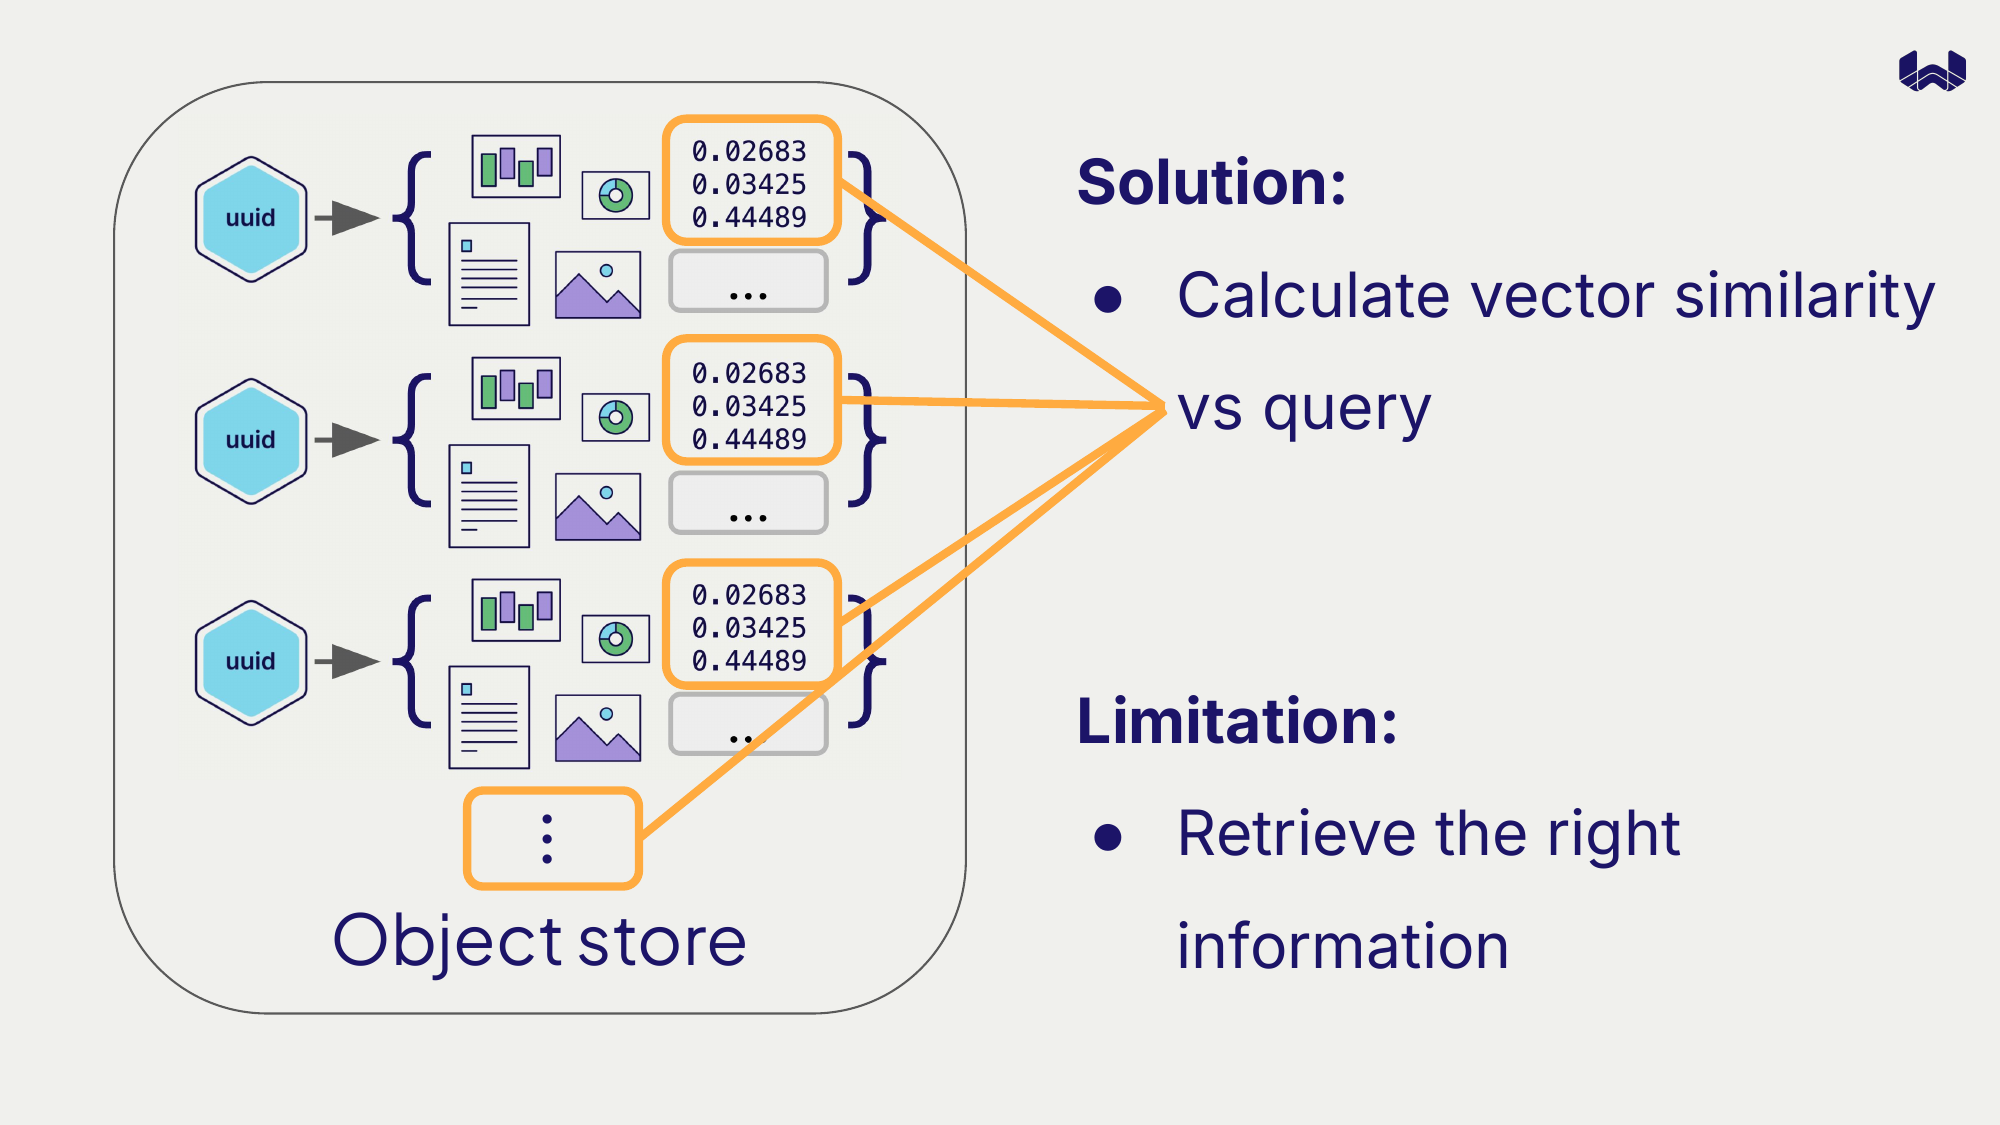 uuid
0.02683
0.03425
0.44489
...
uuid
0.02683
0.03425
0.44489
...
uuid
0.02683
0.03425
0.44489
...
Object store
Solution:
● Calculate vector similarity
vs query
Limitation:
● Retrieve the right
information